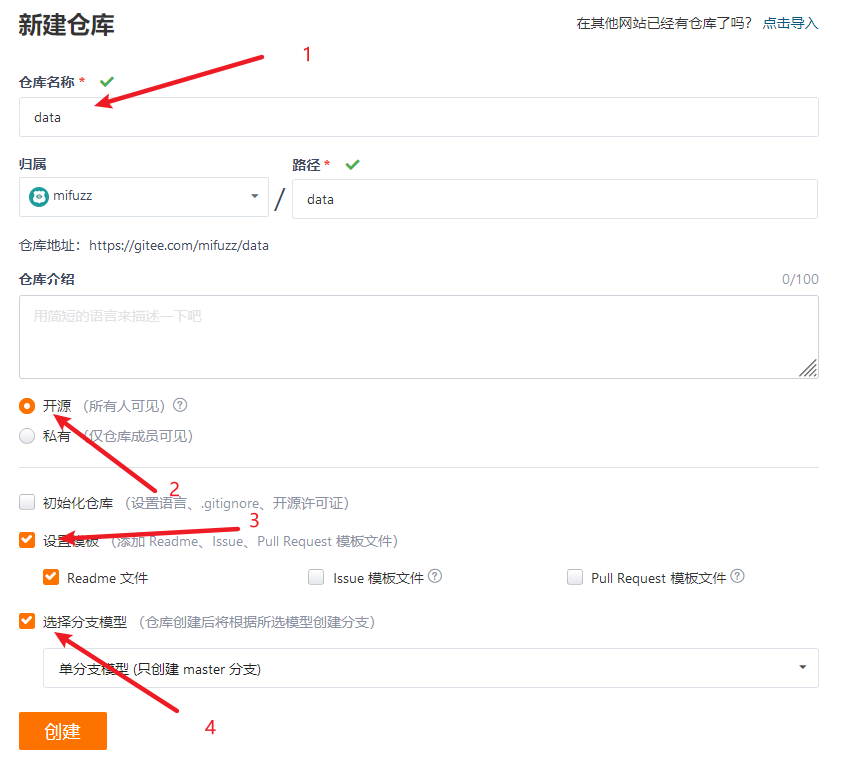 新建仓库
在其他网站已经有仓库了吗? 点击导入
1
仓库名称 *
data
归属
路径 *
mifuzz
/
data
仓库地址: https://gitee.com/mifuzz/data
仓库介绍
0/100
用简短的语言来描述一下吧
开源 (所有人可见) ?
私有 (仅仓库成员可见)
2
初始化仓库 (设置语言、.gitignore、开源许可证)
3
设置模板 (添加 Readme、Issue、Pull Request 模板文件)
Readme 文件
Issue 模板文件 ?
Pull Request 模板文件 ?
选择分支模型 (仓库创建后将根据所选模型创建分支)
单分支模型 (只创建 master 分支)
4
创建